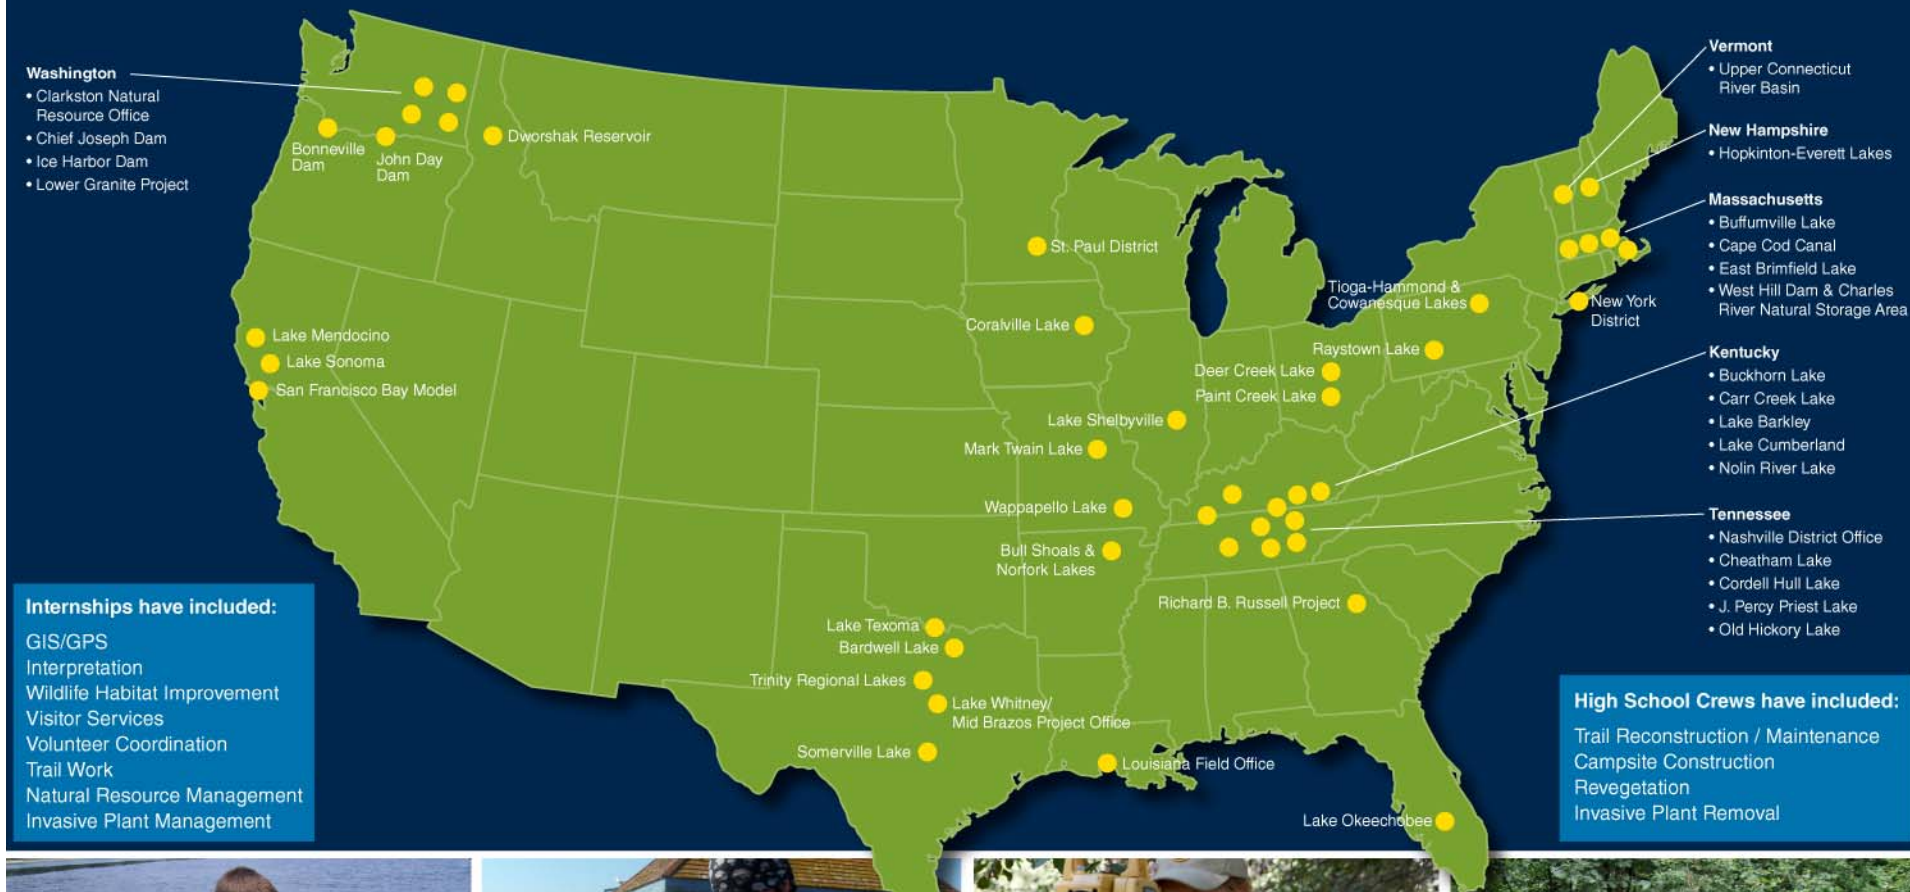 Washington
• Clarkston Natural
Resource Office
• Chief Joseph Dam
• Ice Harbor Dam
• Lower Granite Project
Bonneville
Dam
John Day
Dam
Dworshak Reservoir
Lake Mendocino
Lake Sonoma
San Francisco Bay Model
St. Paul District
Coralville Lake
Lake Shelbyville
Mark Twain Lake
Wappapello Lake
Bull Shoals &
Norfork Lakes
Lake Texoma
Bardwell Lake
Trinity Regional Lakes
Lake Whitney/
Mid Brazos Project Office
Somerville Lake
Louisiana Field Office
Richard B. Russell Project
Lake Okeechobee
Deer Creek Lake
Paint Creek Lake
Raystown Lake
Tioga-Hammond &
Cowanesque Lakes
New York
District
Vermont
• Upper Connecticut
River Basin
New Hampshire
• Hopkinton-Everett Lakes
Massachusetts
• Buffumville Lake
• Cape Cod Canal
• East Brimfield Lake
• West Hill Dam & Charles
River Natural Storage Area
Kentucky
• Buckhorn Lake
• Carr Creek Lake
• Lake Barkley
• Lake Cumberland
• Nolin River Lake
Tennessee
• Nashville District Office
• Cheatham Lake
• Cordell Hull Lake
• J. Percy Priest Lake
• Old Hickory Lake
Internships have included:
GIS/GPS
Interpretation
Wildlife Habitat Improvement
Visitor Services
Volunteer Coordination
Trail Work
Natural Resource Management
Invasive Plant Management
High School Crews have included:
Trail Reconstruction / Maintenance
Campsite Construction
Revegetation
Invasive Plant Removal